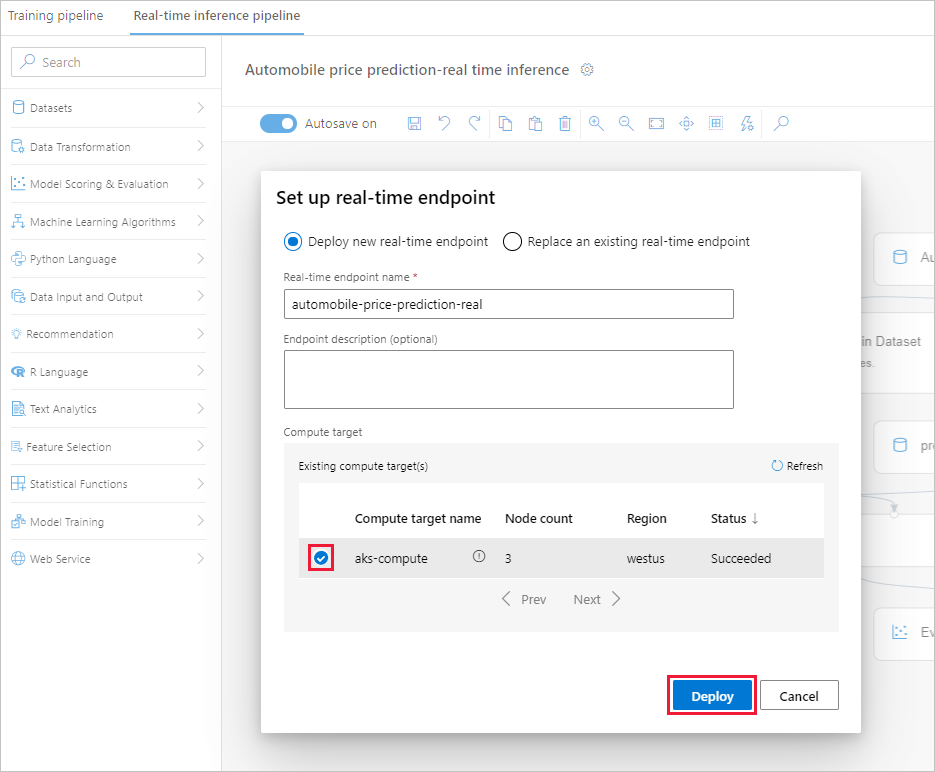 Training pipeline
Real-time inference pipeline
Search
Automobile price prediction-real time inference
Autosave on
Datasets
Data Transformation
Model Scoring & Evaluation
Machine Learning Algorithms
Python Language
Data Input and Output
Recommendation
R Language
Text Analytics
Feature Selection
Statistical Functions
Model Training
Web Service
Set up real-time endpoint
Deploy new real-time endpoint
Replace an existing real-time endpoint
Real-time endpoint name *
automobile-price-prediction-real
Endpoint description (optional)
Compute target
Existing compute target(s)
Refresh
Compute target name Node count Region Status ↓
aks-compute 3 westus Succeeded
Prev Next
Deploy Cancel
Au
in Dataset
es.
pr
Ev